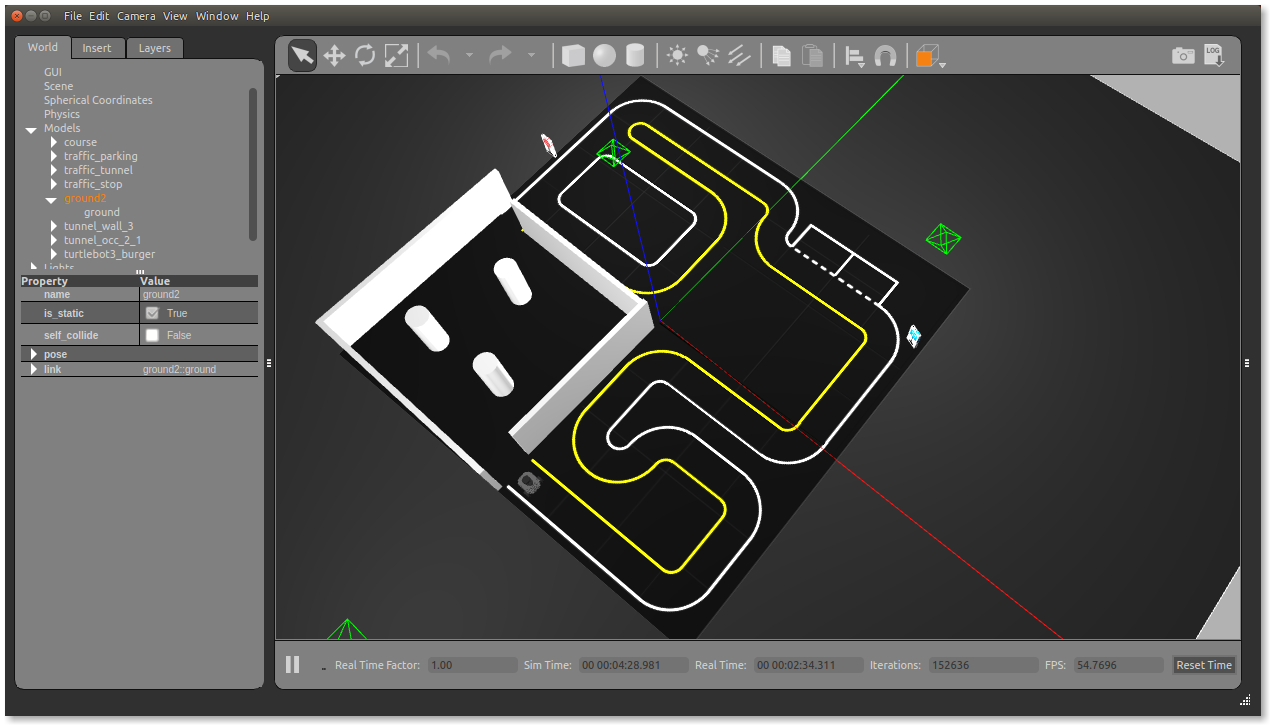 File Edit Camera View Window Help
World Insert Layers
LOG
GUI
Scene
Spherical Coordinates
Physics
Models
course
traffic_parking
traffic_tunnel
traffic_stop
ground2
ground
tunnel_wall_3
tunnel_occ_2_1
turtlebot3_burger
Lights
Property Value
name ground2
is_static True
self_collide False
pose
link ground2::ground
Real Time Factor: 1.00 Sim Time: 00 00:04:28.981 Real Time: 00 00:02:34.311 Iterations: 152636 FPS: 54.7696 Reset Time